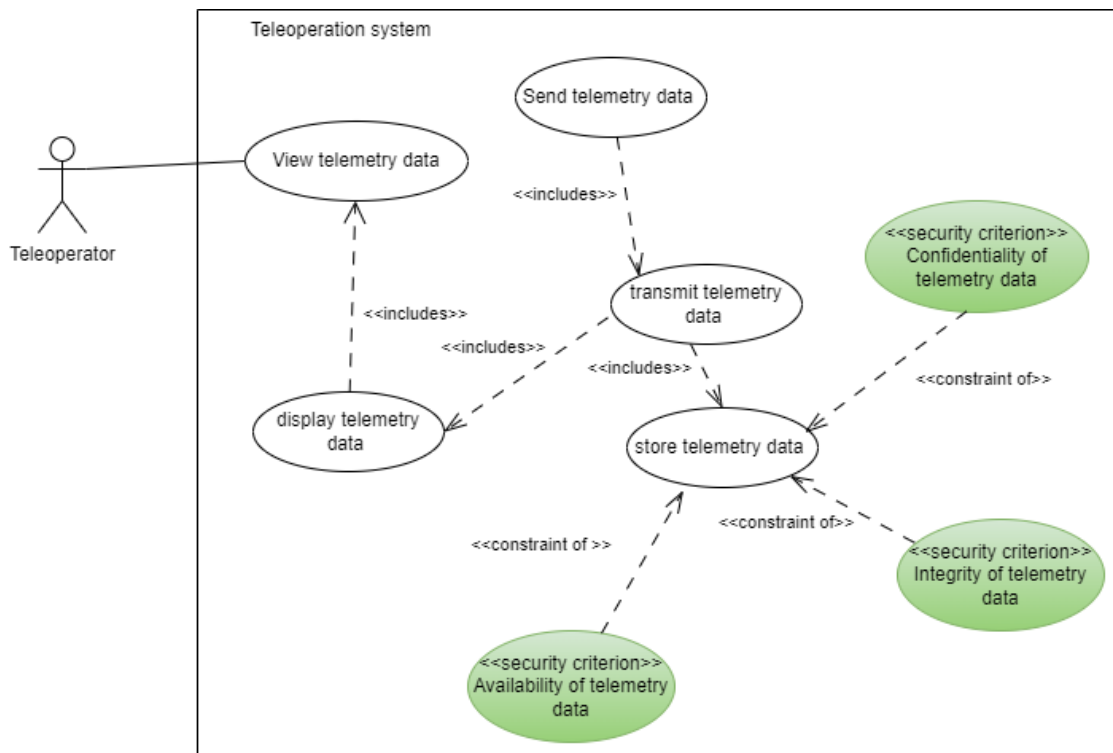 Teleoperation system
Send telemetry data
View telemetry data
Teleoperator
<<includes>>
<<security criterion>>
Confidentiality of
telemetry data
transmit telemetry
data
<<includes>>
<<includes>>
<<includes>>
<<constraint of>>
display telemetry
data
store telemetry data
<<constraint of >>
<<constraint of>>
<<security criterion>>
Integrity of telemetry
data
<<security criterion>>
Availability of telemetry
data